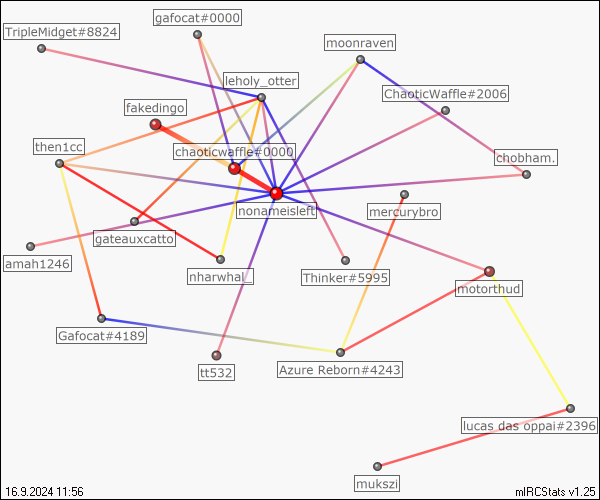 gafocat#0000
TripleMidget#8824
moonraven
leholy_otter
ChaoticWaffle#2006
fakedingo
then1cc
chaoticwaffle#0000
chobham.
nonameisleft
mercurybro
gateauxcatto
amah1246
nharwhal_
Thinker#5995
motorthud
Gafocat#4189
tt532
Azure Reborn#4243
lucas das oppai#2396
mukszi
16.9.2024 11:56
mIRCStats v1.25